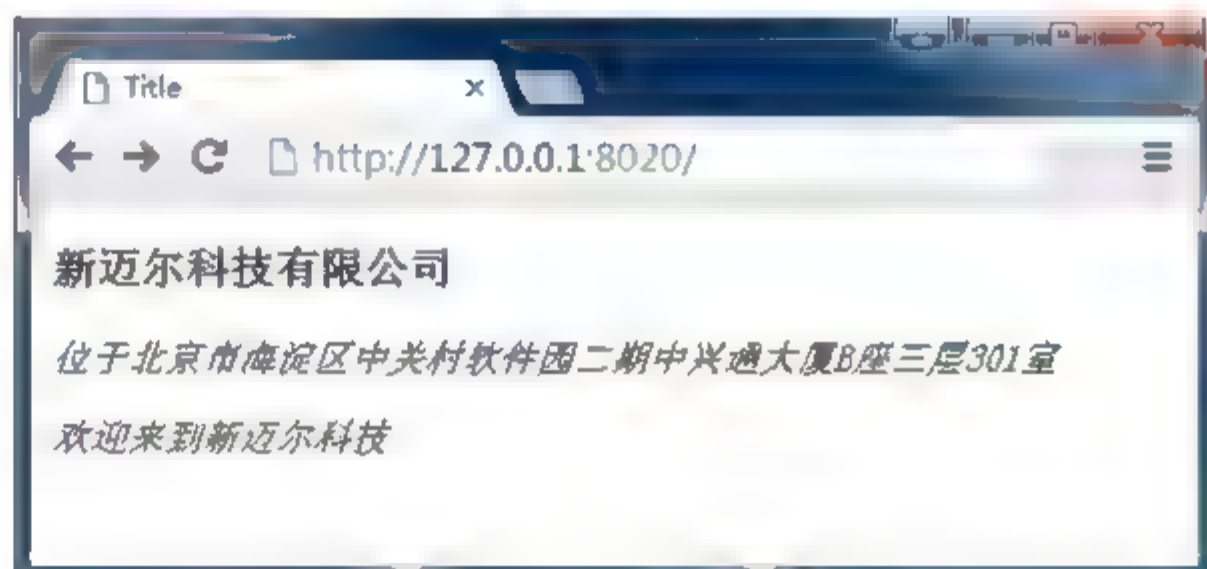 Title
http://127.0.0.1:8020/
新迈尔科技有限公司
位于北京市海淀区中关村软件园二期中兴通大厦B座三层301室
欢迎来到新迈尔科技